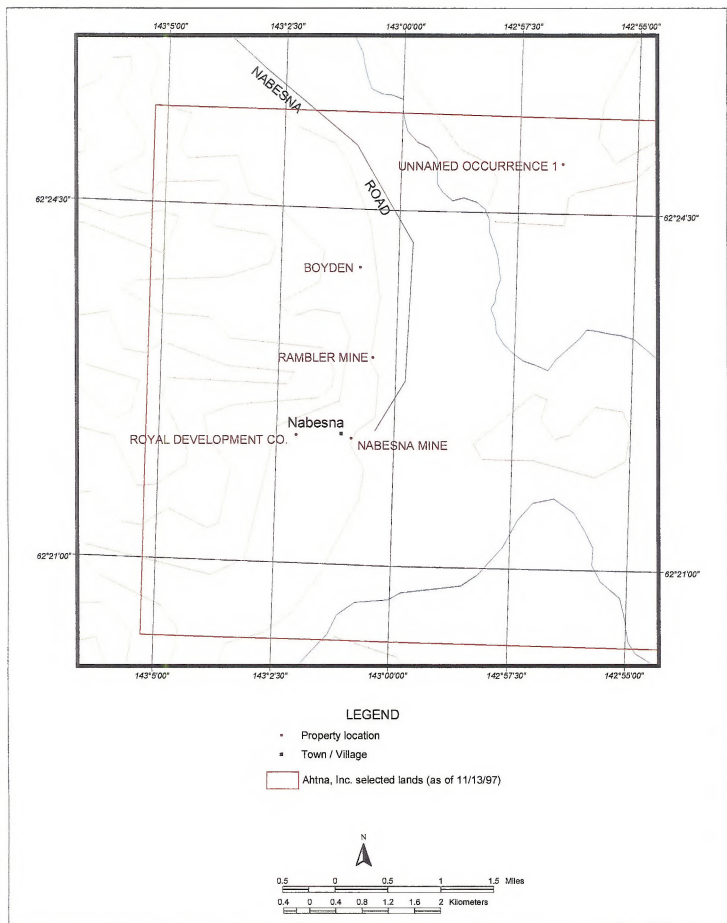 143°5'00" 143°2'30" 143°00'00" 142°57'30" 142°55'00"
NABESNA
UNNAMED OCCURRENCE 1
ROAD
62°24'30" 62°24'30"
BOYDEN
RAMBLER MINE
Nabesna
ROYAL DEVELOPMENT CO.
NABESNA MINE
62°21'00" 62°21'00"
143°5'00" 143°2'30" 143°00'00" 142°57'30" 142°55'00"
LEGEND
Property location
Town / Village
Ahtna, Inc. selected lands (as of 11/13/97)
N
0.5 0 0.5 1 1.5 Miles
0.4 0 0.4 0.8 1.2 1.6 2 Kilometers